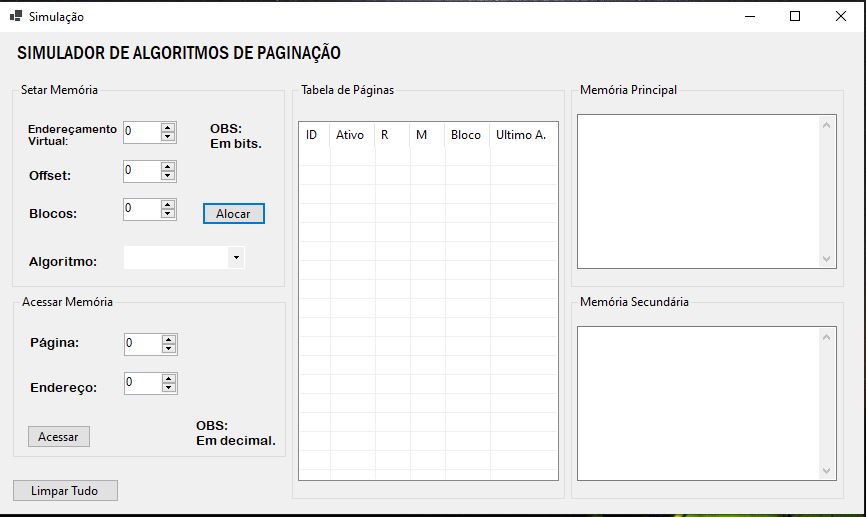 Simulação
SIMULADOR DE ALGORITMOS DE PAGINAÇÃO
Setar Memória
Endereçamento
Virtual:
0
OBS:
Em bits.
Offset:
0
Blocos:
0
Alocar
Algoritmo:
Acessar Memória
Página:
0
Endereço:
0
Acessar
OBS:
Em decimal.
Limpar Tudo
Tabela de Páginas
ID Ativo R M Bloco Ultimo A.
Memória Principal
Memória Secundária